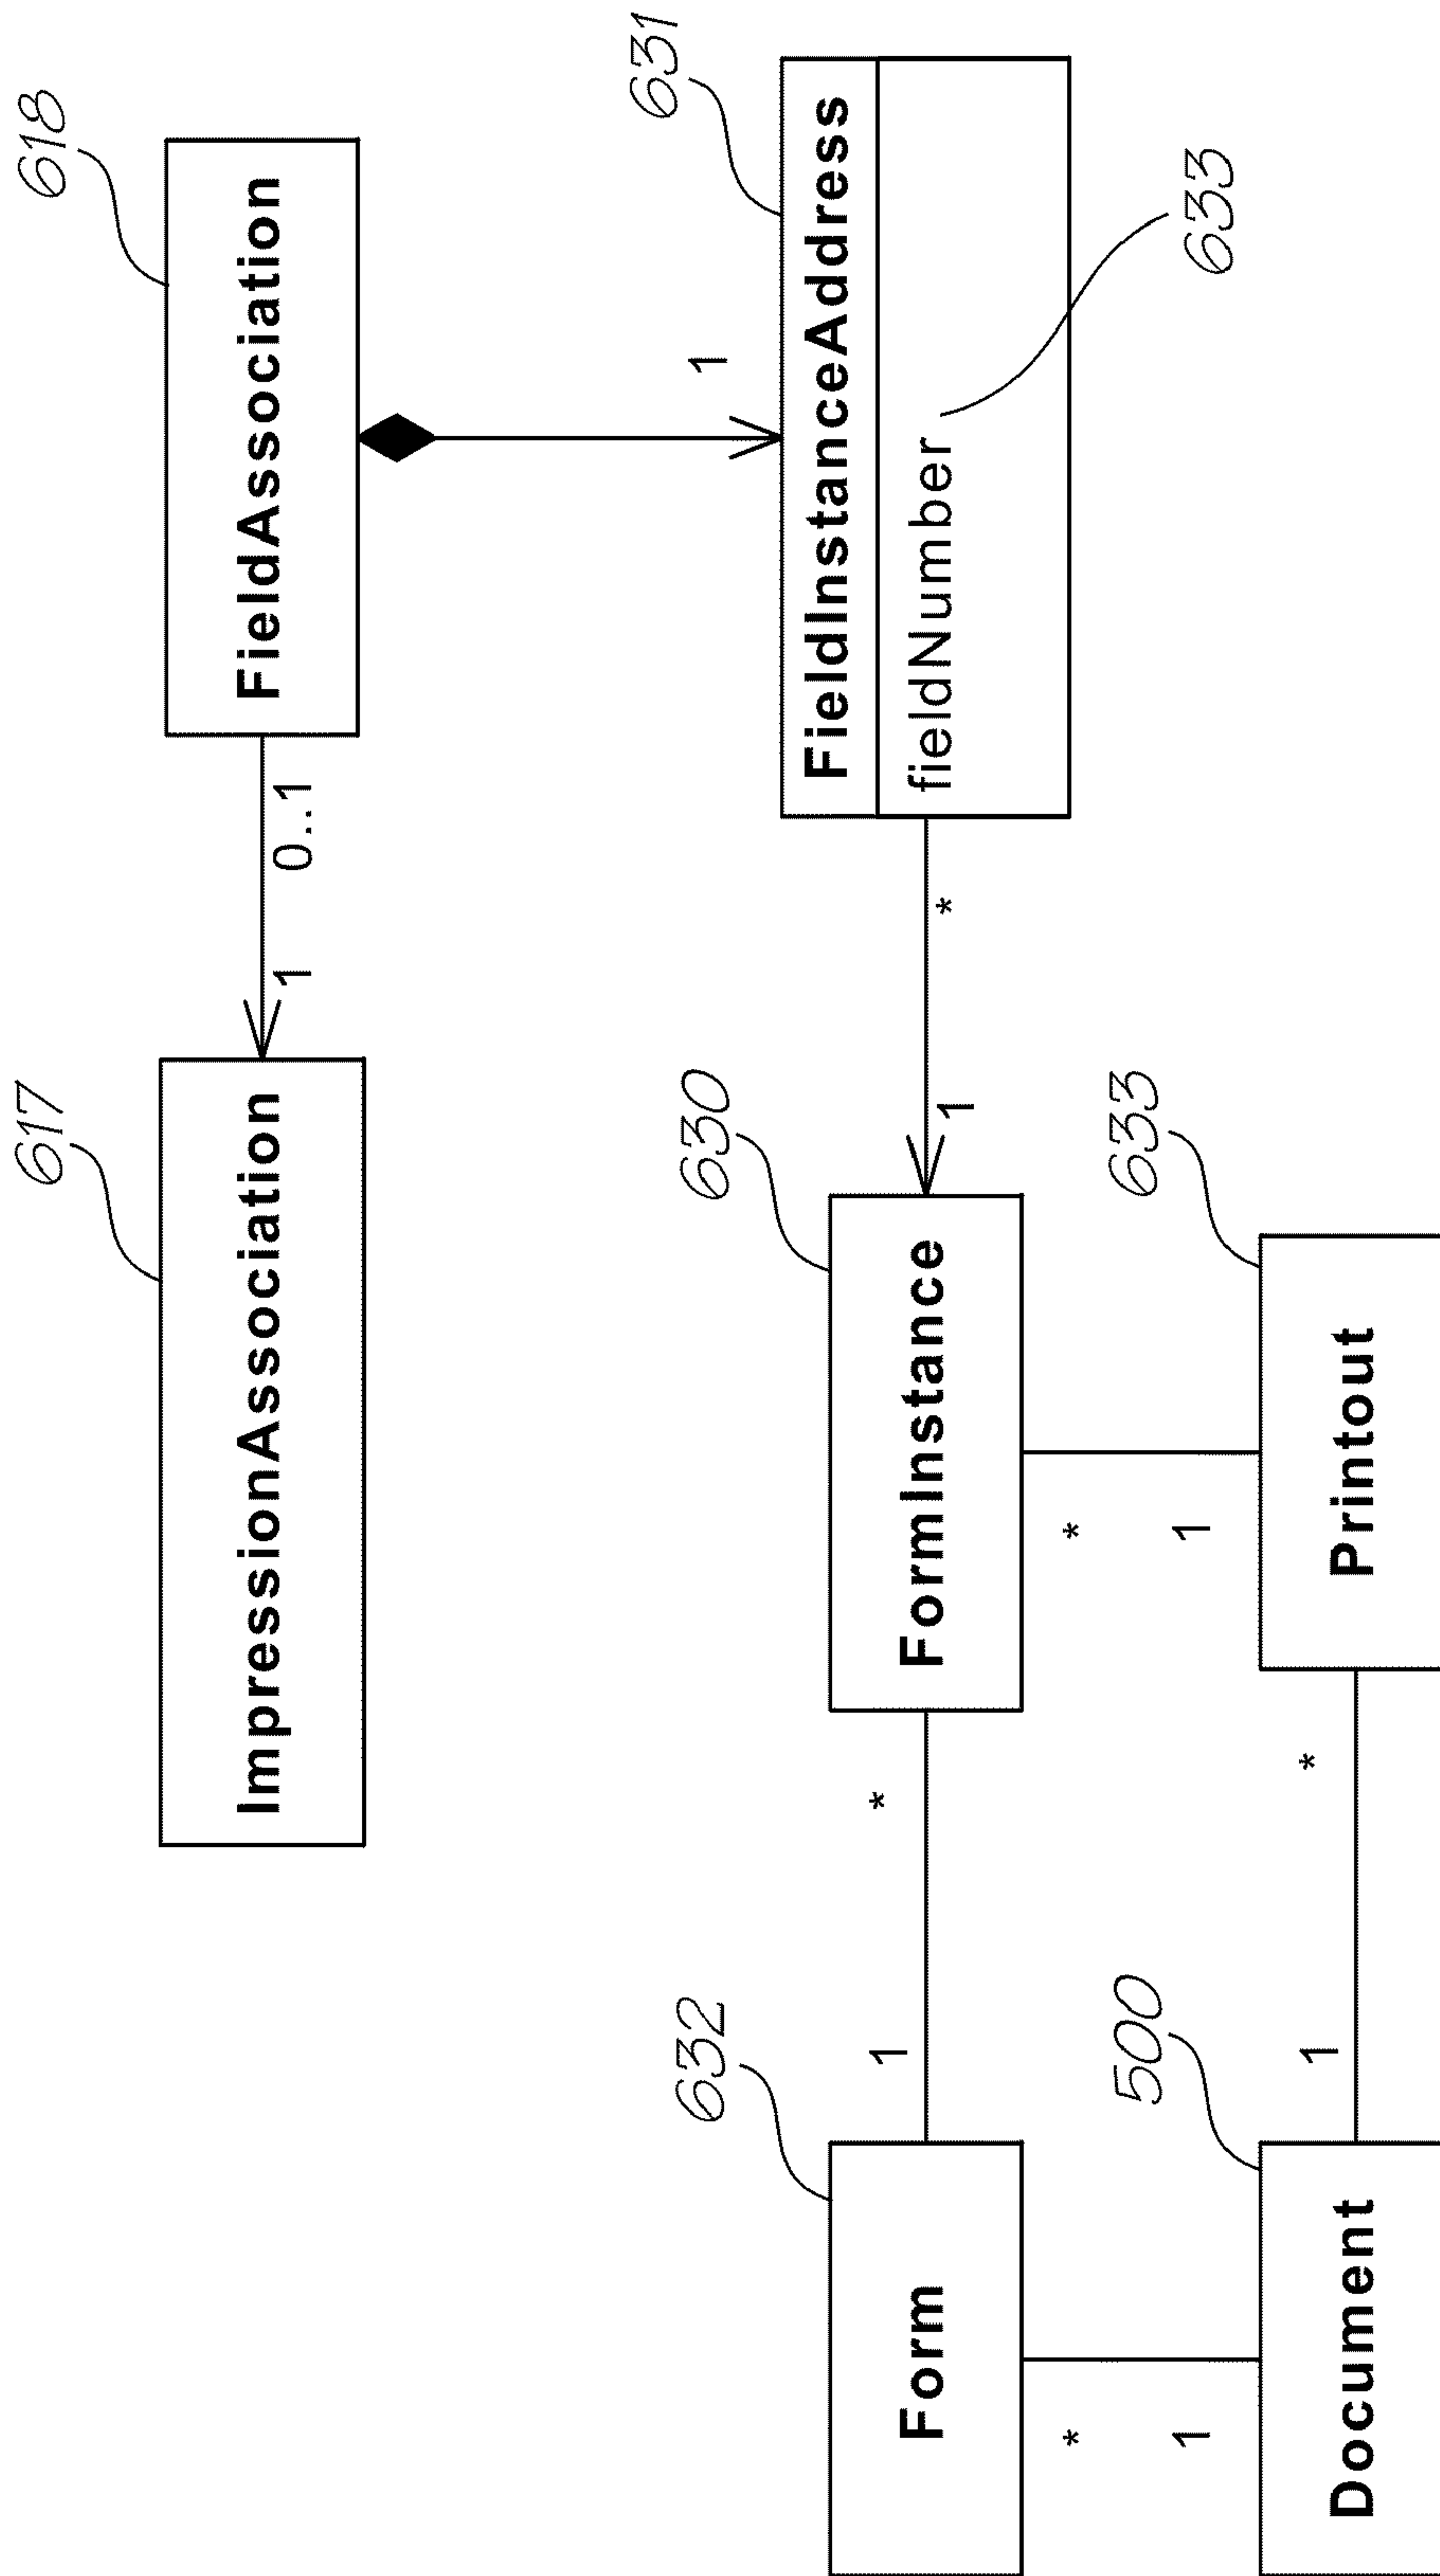 617
618
ImpressionAssociation
FieldAssociation
1
0..1
631
632
630
1
FieldInstanceAddress
1
*
Form
FormInstance
fieldNumber
1
*
*
*
500
633
1
1
633
1
*
Document
Printout